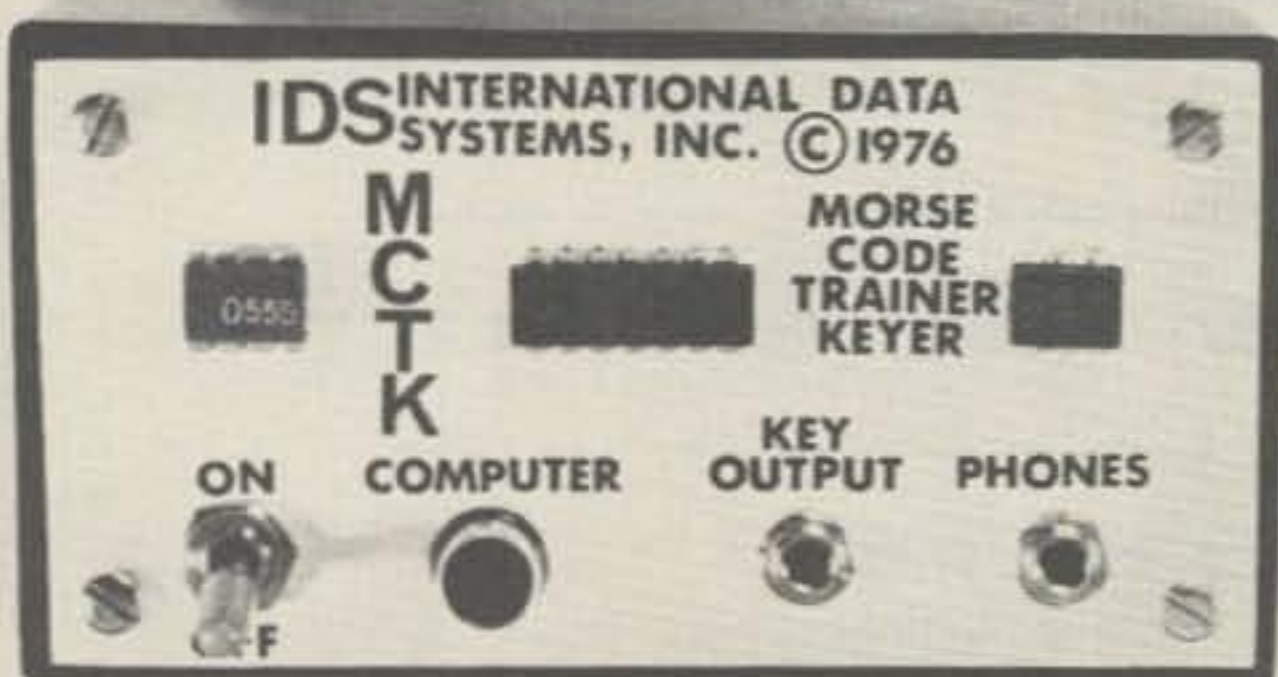 IDS INTERNATIONAL DATA
SYSTEMS, INC. © 1976
M
C
T
K
MORSE
CODE
TRAINER
KEYER
0555
ON
COMPUTER
KEY
OUTPUT
PHONES
F